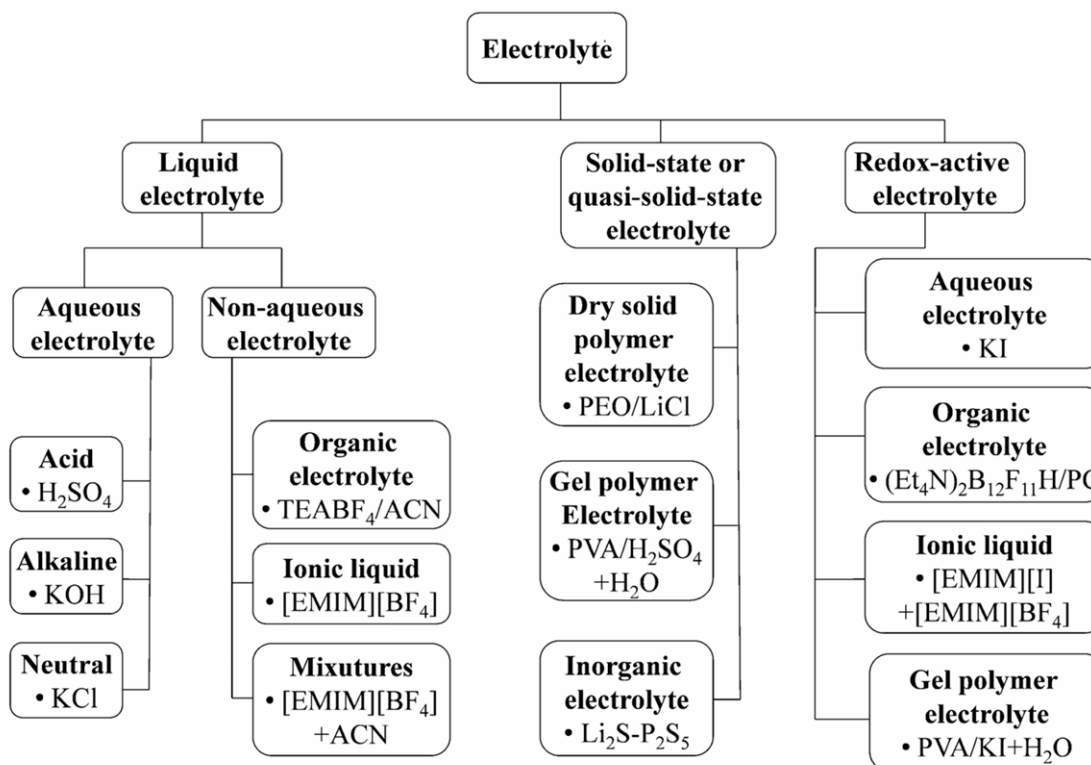 Electrolyte
Liquid
electrolyte
Solid-state or
quasi-solid-state
electrolyte
Redox-active
electrolyte
Aqueous
electrolyte
Non-aqueous
electrolyte
Acid
• H₂SO₄
Alkaline
• KOH
Neutral
• KCl
Organic
electrolyte
• TEABF₄/ACN
Ionic liquid
• [EMIM][BF₄]
Mixutures
• [EMIM][BF₄]
+ACN
Dry solid
polymer
electrolyte
• PEO/LiCl
Gel polymer
Electrolyte
• PVA/H₂SO₄
+H₂O
Inorganic
electrolyte
• Li₂S-P₂S₅
Aqueous
electrolyte
• KI
Organic
electrolyte
• (Et₄N)₂B₁₂F₁₁H/PC
Ionic liquid
• [EMIM][I]
+[EMIM][BF₄]
Gel polymer
electrolyte
• PVA/KI+H₂O